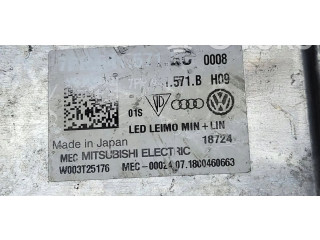 0008
.571.B H09
01S
LED LEIMO MIN+LIN
Made in Japan 18724
MEC MITSUBISHI ELECTRIC
W003T25176 MEC-00024.07.1800460663